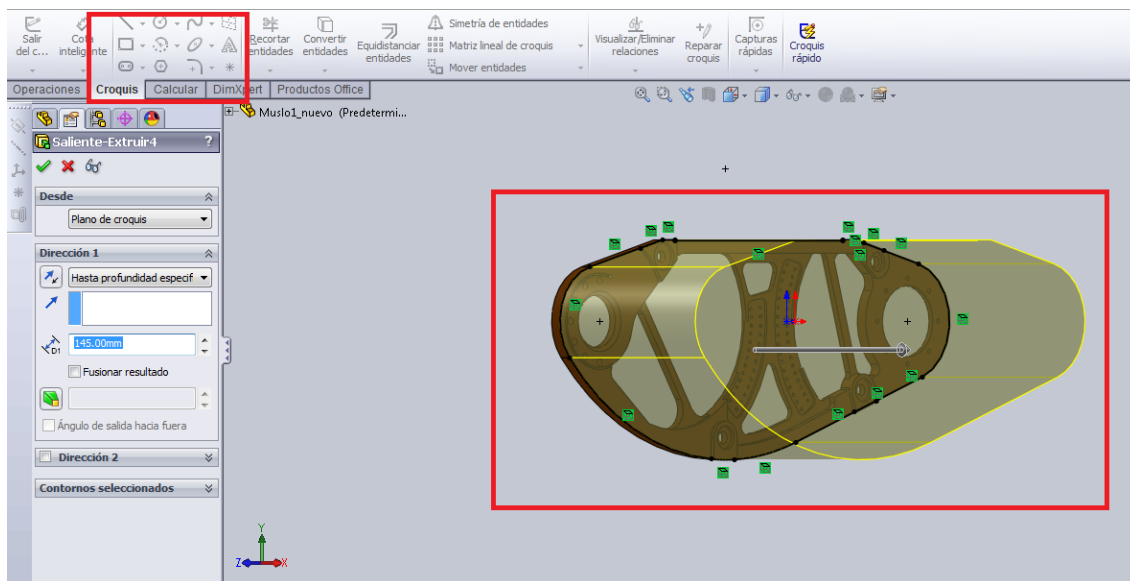 Salir del c...
Cota inteligente
Recortar entidades
Convertir entidades
Equidistanciar entidades
Simetría de entidades
Matriz lineal de croquis
Mover entidades
Visualizar/Eliminar relaciones
Reparar croquis
Capturas rápidas
Croquis rápido
Operaciones
Croquis
Calcular
DimXpert
Productos Office
Muslo1_nuevo (Predetermi...
Saliente-Extruir4
?
Desde
Plano de croquis
Dirección 1
Hasta profundidad especif
D1
145.00mm
Fusionar resultado
Ángulo de salida hacia fuera
Dirección 2
Contornos seleccionados
Y
Z
X